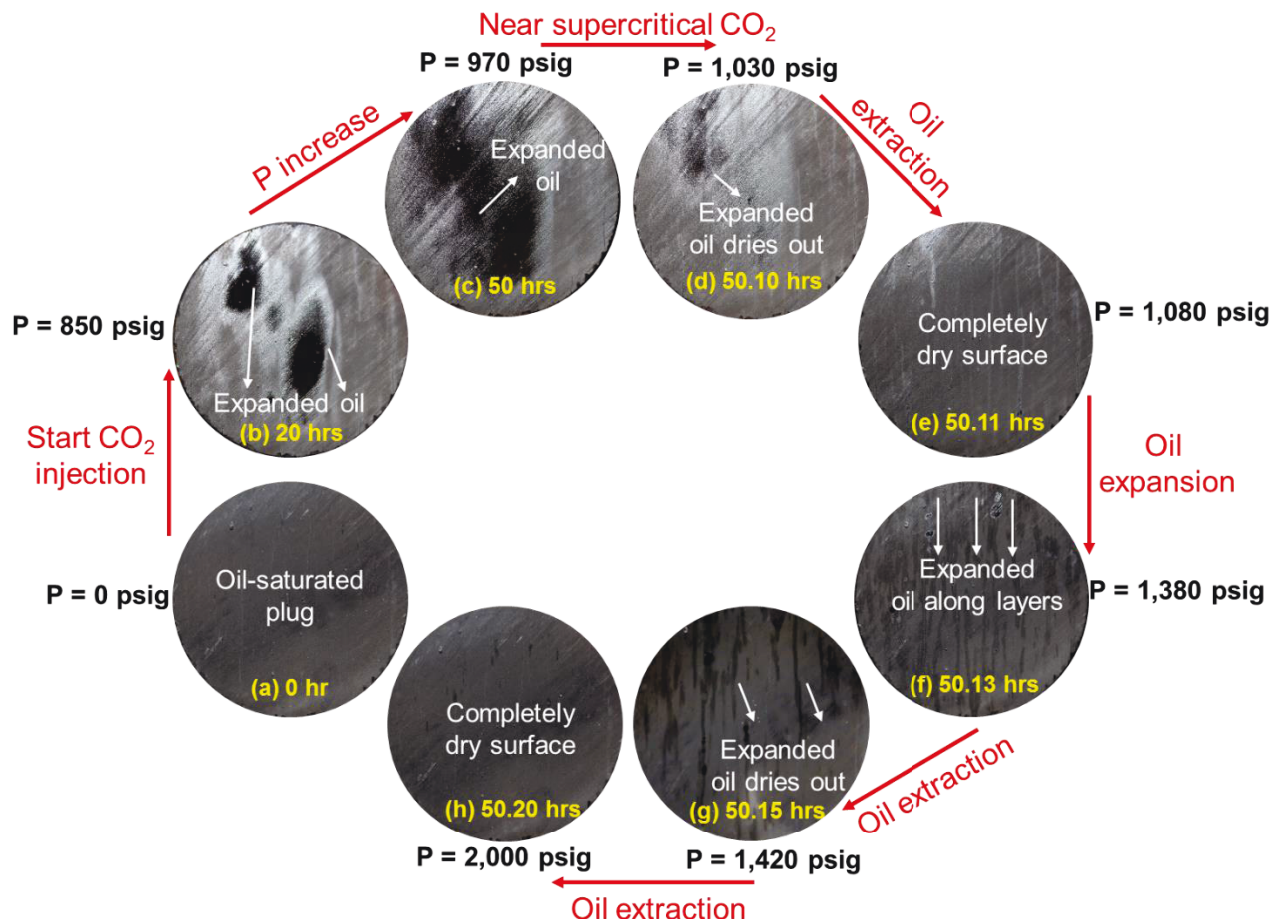 Near supercritical CO₂
P = 970 psig
P = 1,030 psig
P increase
Oil
extraction
Expanded
oil
(c) 50 hrs
Expanded
oil dries out
(d) 50.10 hrs
P = 850 psig
Expanded oil
(b) 20 hrs
Completely
dry surface
(e) 50.11 hrs
P = 1,080 psig
Start CO₂
injection
Oil
expansion
P = 0 psig
Oil-saturated
plug
(a) 0 hr
Expanded
oil along layers
(f) 50.13 hrs
P = 1,380 psig
Completely
dry surface
(h) 50.20 hrs
Expanded
oil dries out
(g) 50.15 hrs
Oil extraction
P = 2,000 psig
P = 1,420 psig
Oil extraction